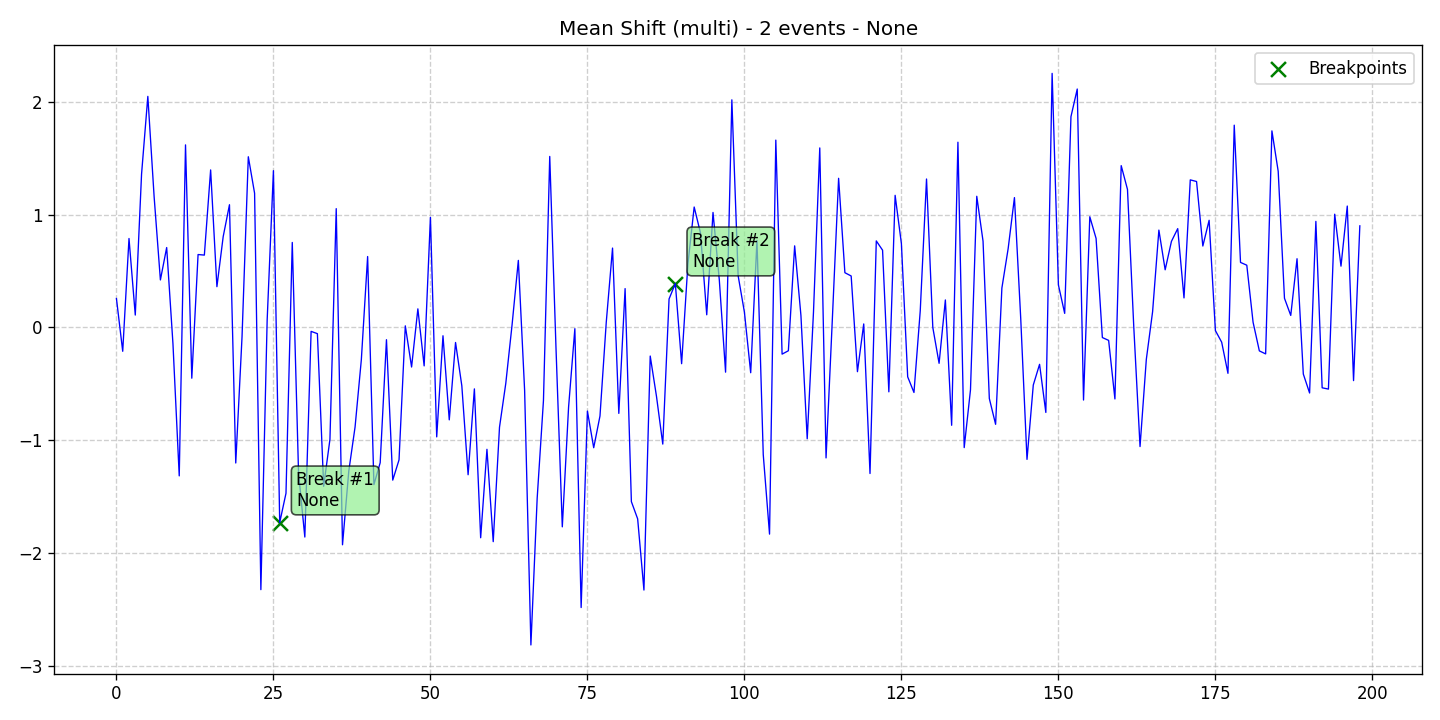 Mean Shift (multi) - 2 events - None
Breakpoints
2
1
0
−1
−2
−3
Break #2
None
Break #1
None
0
25
50
75
100
125
150
175
200